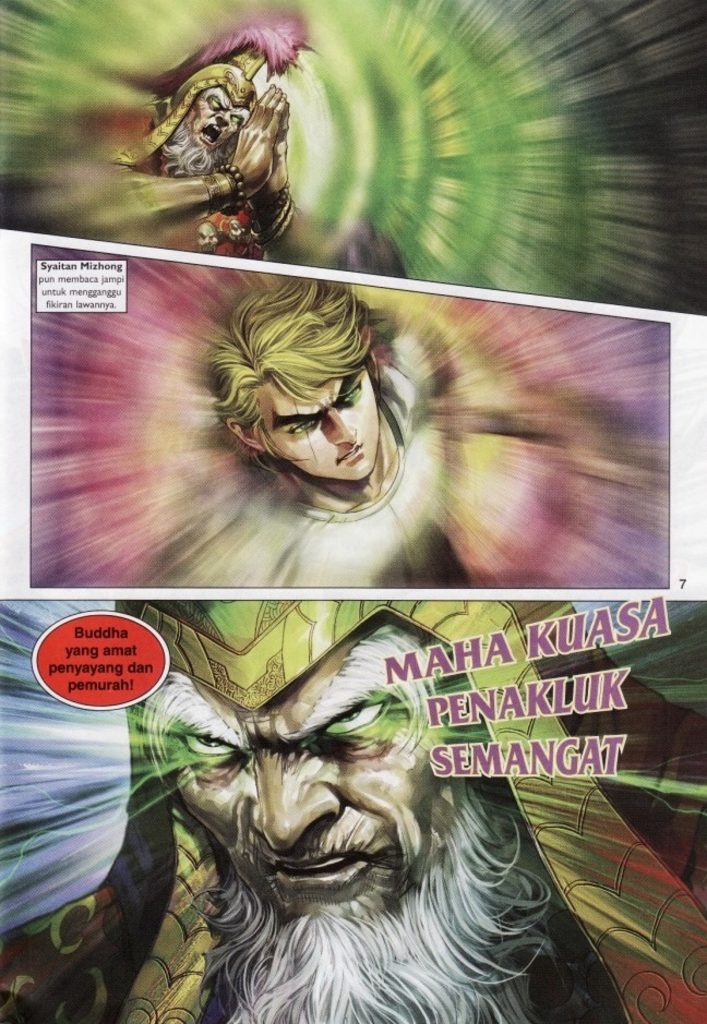 Syaitan Mizhong
pun membaca jampi
untuk mengganggu
fikiran lawannya.
7
Buddha
yang amat
penyayang dan
pemurah!
MAHA KUASA
PENAKLUK
SEMANGAT